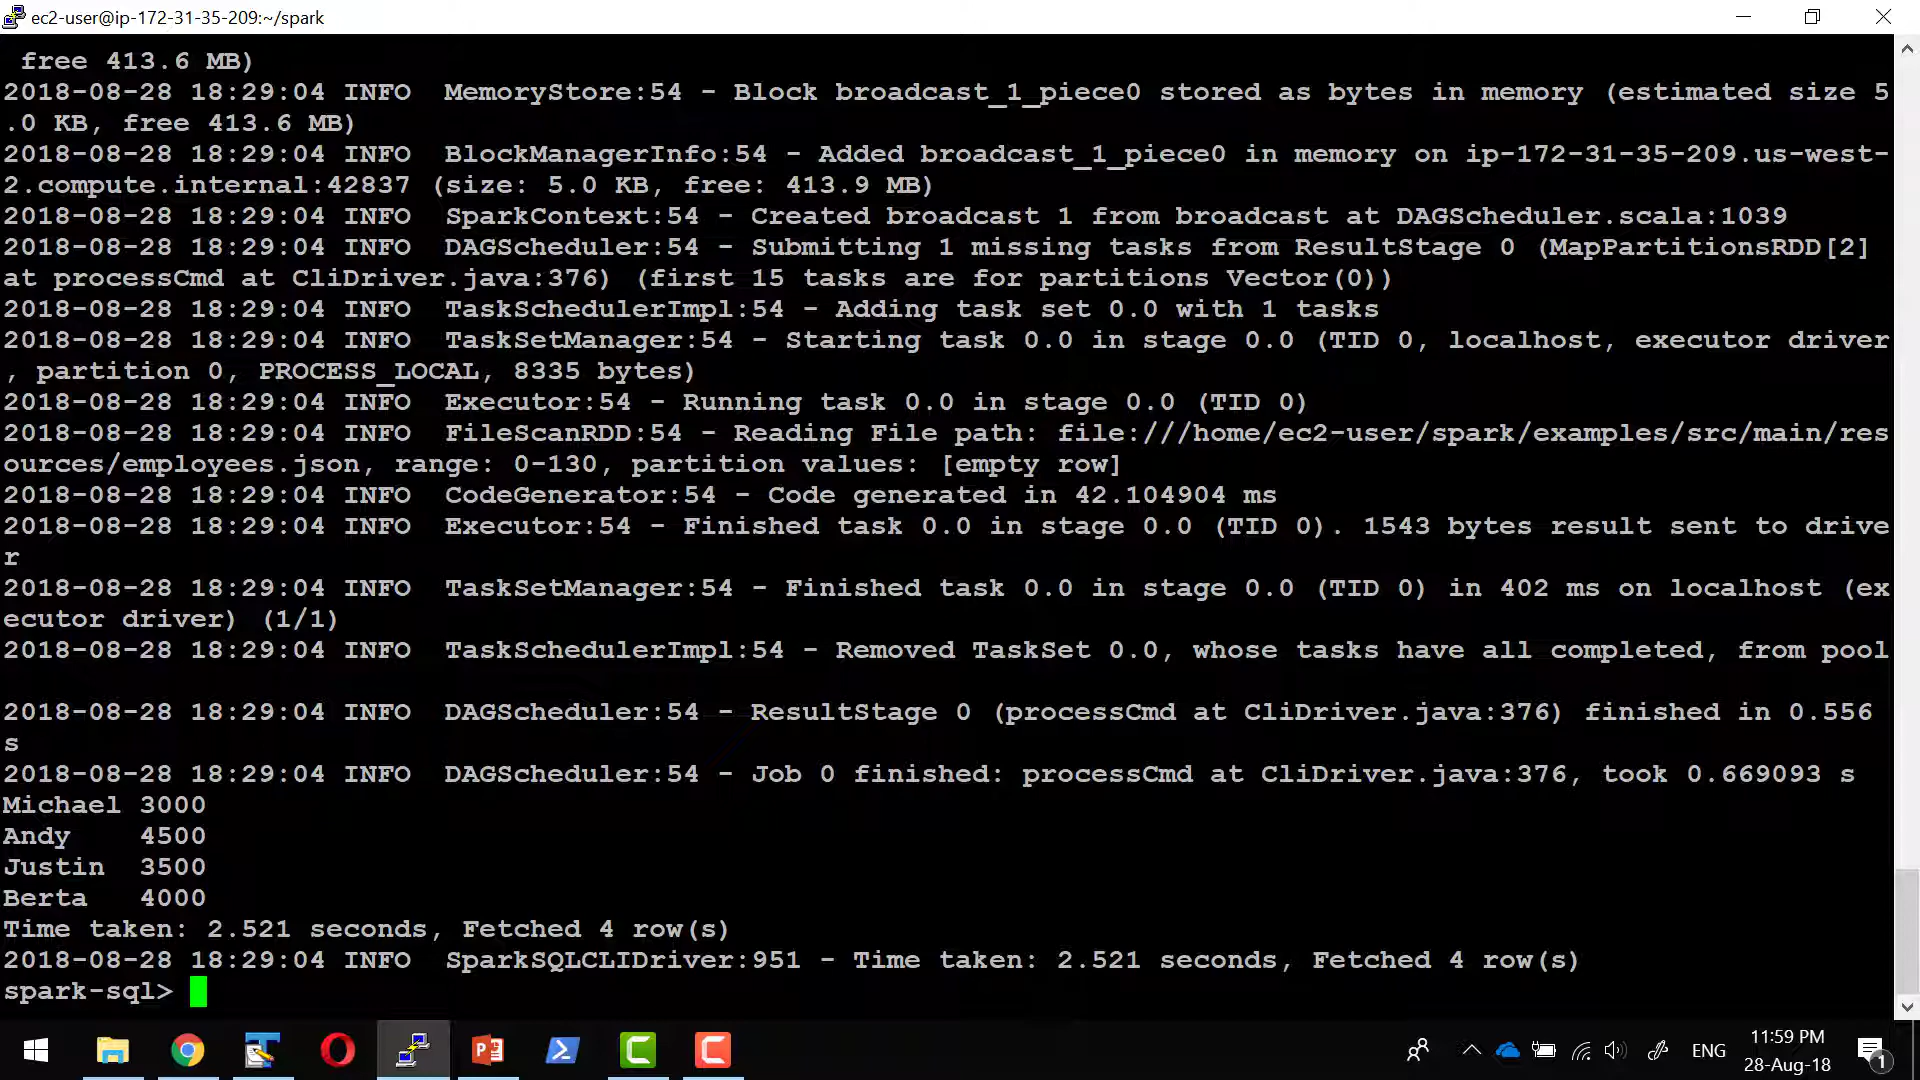 ec2-user@ip-172-31-35-209:~/spark
free 413.6 MB)
2018-08-28 18:29:04 INFO  MemoryStore:54 - Block broadcast_1_piece0 stored as bytes in memory (estimated size 5
.0 KB, free 413.6 MB)
2018-08-28 18:29:04 INFO  BlockManagerInfo:54 - Added broadcast_1_piece0 in memory on ip-172-31-35-209.us-west-
2.compute.internal:42837 (size: 5.0 KB, free: 413.9 MB)
2018-08-28 18:29:04 INFO  SparkContext:54 - Created broadcast 1 from broadcast at DAGScheduler.scala:1039
2018-08-28 18:29:04 INFO  DAGScheduler:54 - Submitting 1 missing tasks from ResultStage 0 (MapPartitionsRDD[2]
at processCmd at CliDriver.java:376) (first 15 tasks are for partitions Vector(0))
2018-08-28 18:29:04 INFO  TaskSchedulerImpl:54 - Adding task set 0.0 with 1 tasks
2018-08-28 18:29:04 INFO  TaskSetManager:54 - Starting task 0.0 in stage 0.0 (TID 0, localhost, executor driver
, partition 0, PROCESS_LOCAL, 8335 bytes)
2018-08-28 18:29:04 INFO  Executor:54 - Running task 0.0 in stage 0.0 (TID 0)
2018-08-28 18:29:04 INFO  FileScanRDD:54 - Reading File path: file:///home/ec2-user/spark/examples/src/main/res
ources/employees.json, range: 0-130, partition values: [empty row]
2018-08-28 18:29:04 INFO  CodeGenerator:54 - Code generated in 42.104904 ms
2018-08-28 18:29:04 INFO  Executor:54 - Finished task 0.0 in stage 0.0 (TID 0). 1543 bytes result sent to drive
r
2018-08-28 18:29:04 INFO  TaskSetManager:54 - Finished task 0.0 in stage 0.0 (TID 0) in 402 ms on localhost (ex
ecutor driver) (1/1)
2018-08-28 18:29:04 INFO  TaskSchedulerImpl:54 - Removed TaskSet 0.0, whose tasks have all completed, from pool
2018-08-28 18:29:04 INFO  DAGScheduler:54 - ResultStage 0 (processCmd at CliDriver.java:376) finished in 0.556
s
2018-08-28 18:29:04 INFO  DAGScheduler:54 - Job 0 finished: processCmd at CliDriver.java:376, took 0.669093 s
Michael 3000
Andy    4500
Justin  3500
Berta   4000
Time taken: 2.521 seconds, Fetched 4 row(s)
2018-08-28 18:29:04 INFO  SparkSQLCLIDriver:951 - Time taken: 2.521 seconds, Fetched 4 row(s)
spark-sql>
ENG
11:59 PM
28-Aug-18
1